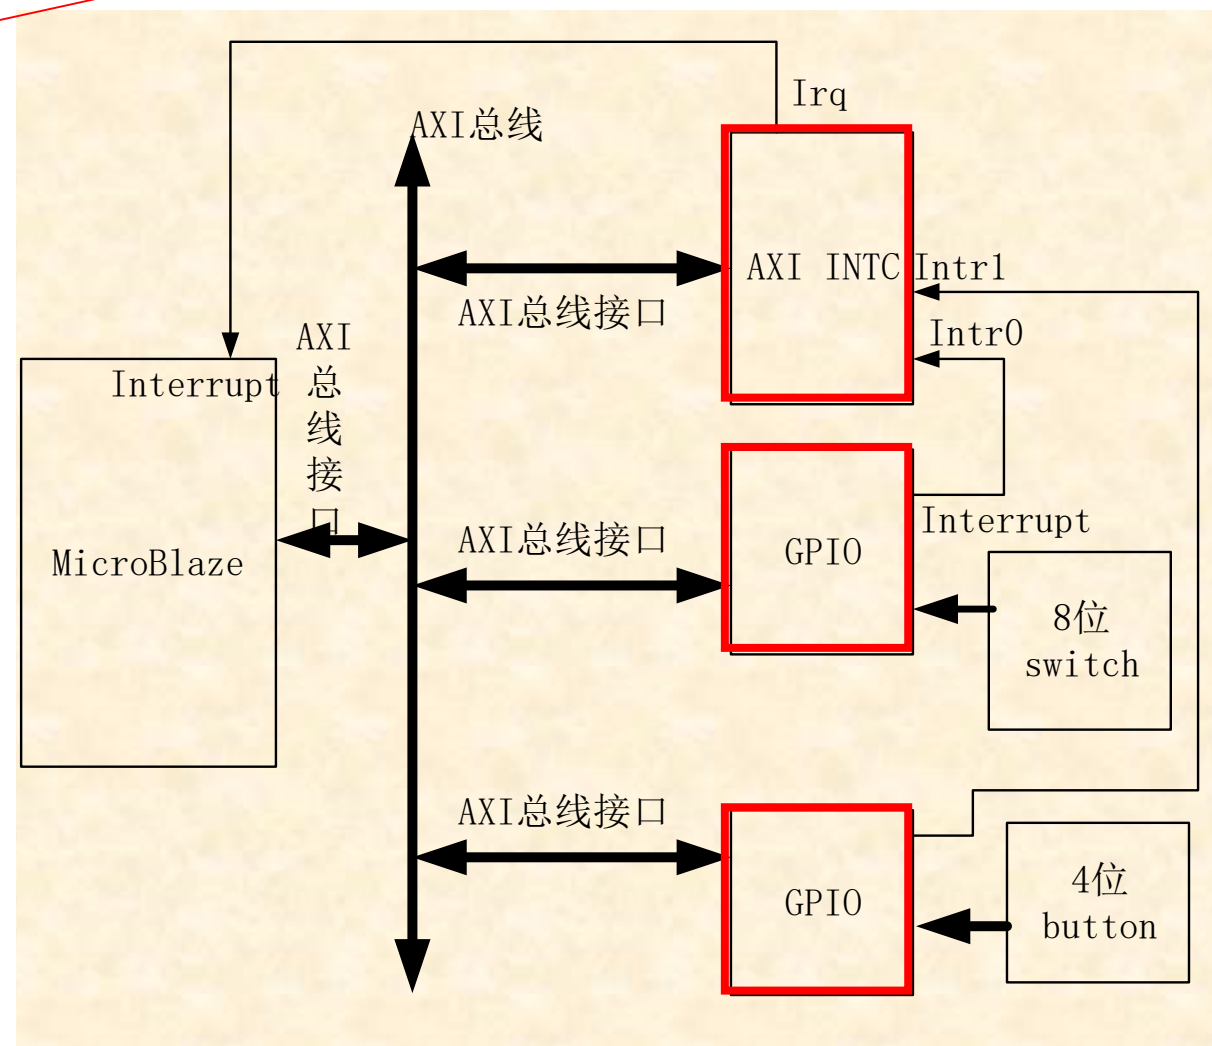 Irq
AXI总线
AXI INTC
Intr1
AXI总线接口
Intr0
AXI
总
线
接
口
Interrupt
MicroBlaze
AXI总线接口
GPIO
Interrupt
8位
switch
AXI总线接口
GPIO
4位
button